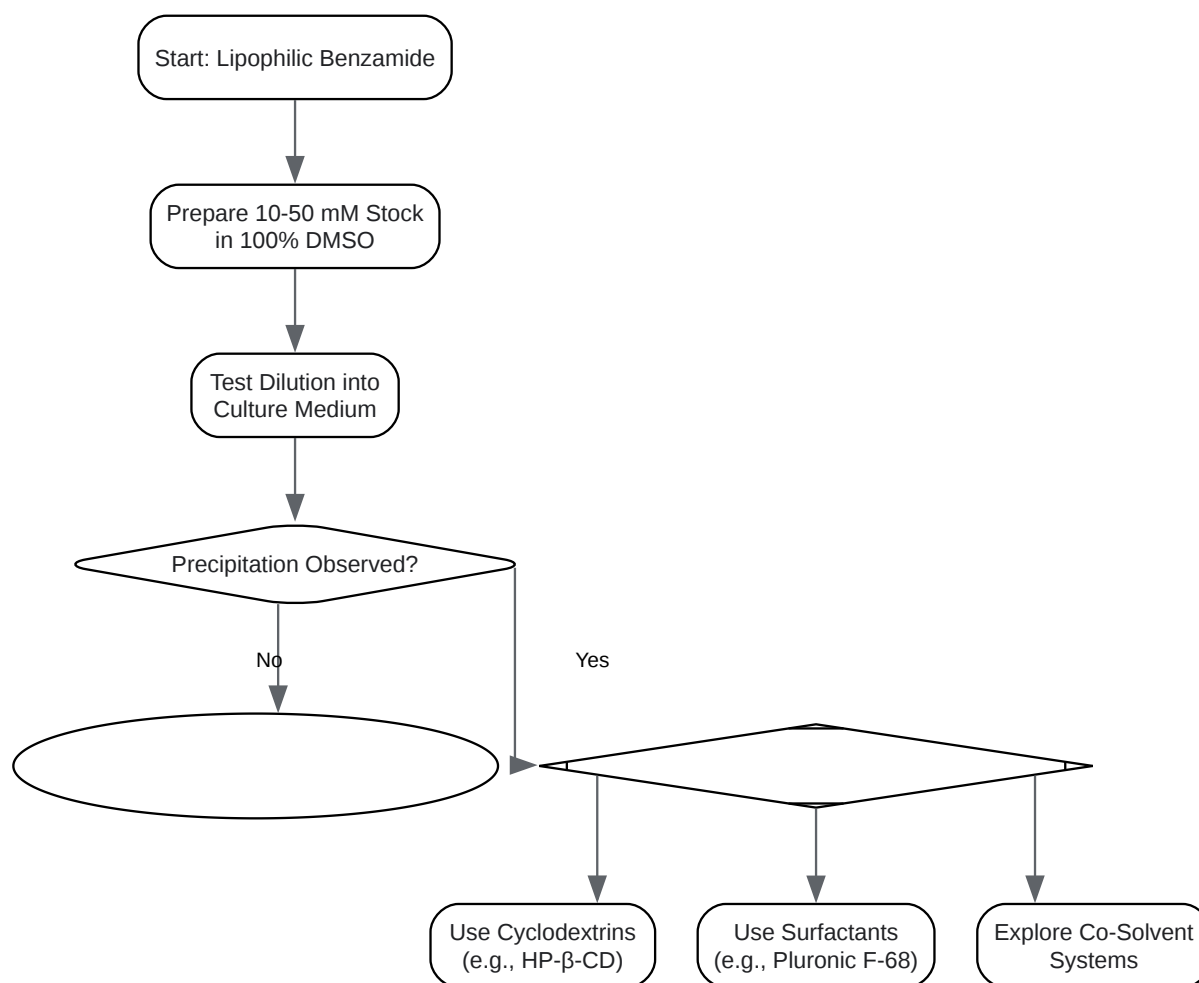 Start: Lipophilic Benzamide
Prepare 10-50 mM Stock
in 100% DMSO
Test Dilution into
Culture Medium
Precipitation Observed?
No
Yes
Use Cyclodextrins
(e.g., HP-β-CD)
Use Surfactants
(e.g., Pluronic F-68)
Explore Co-Solvent
Systems